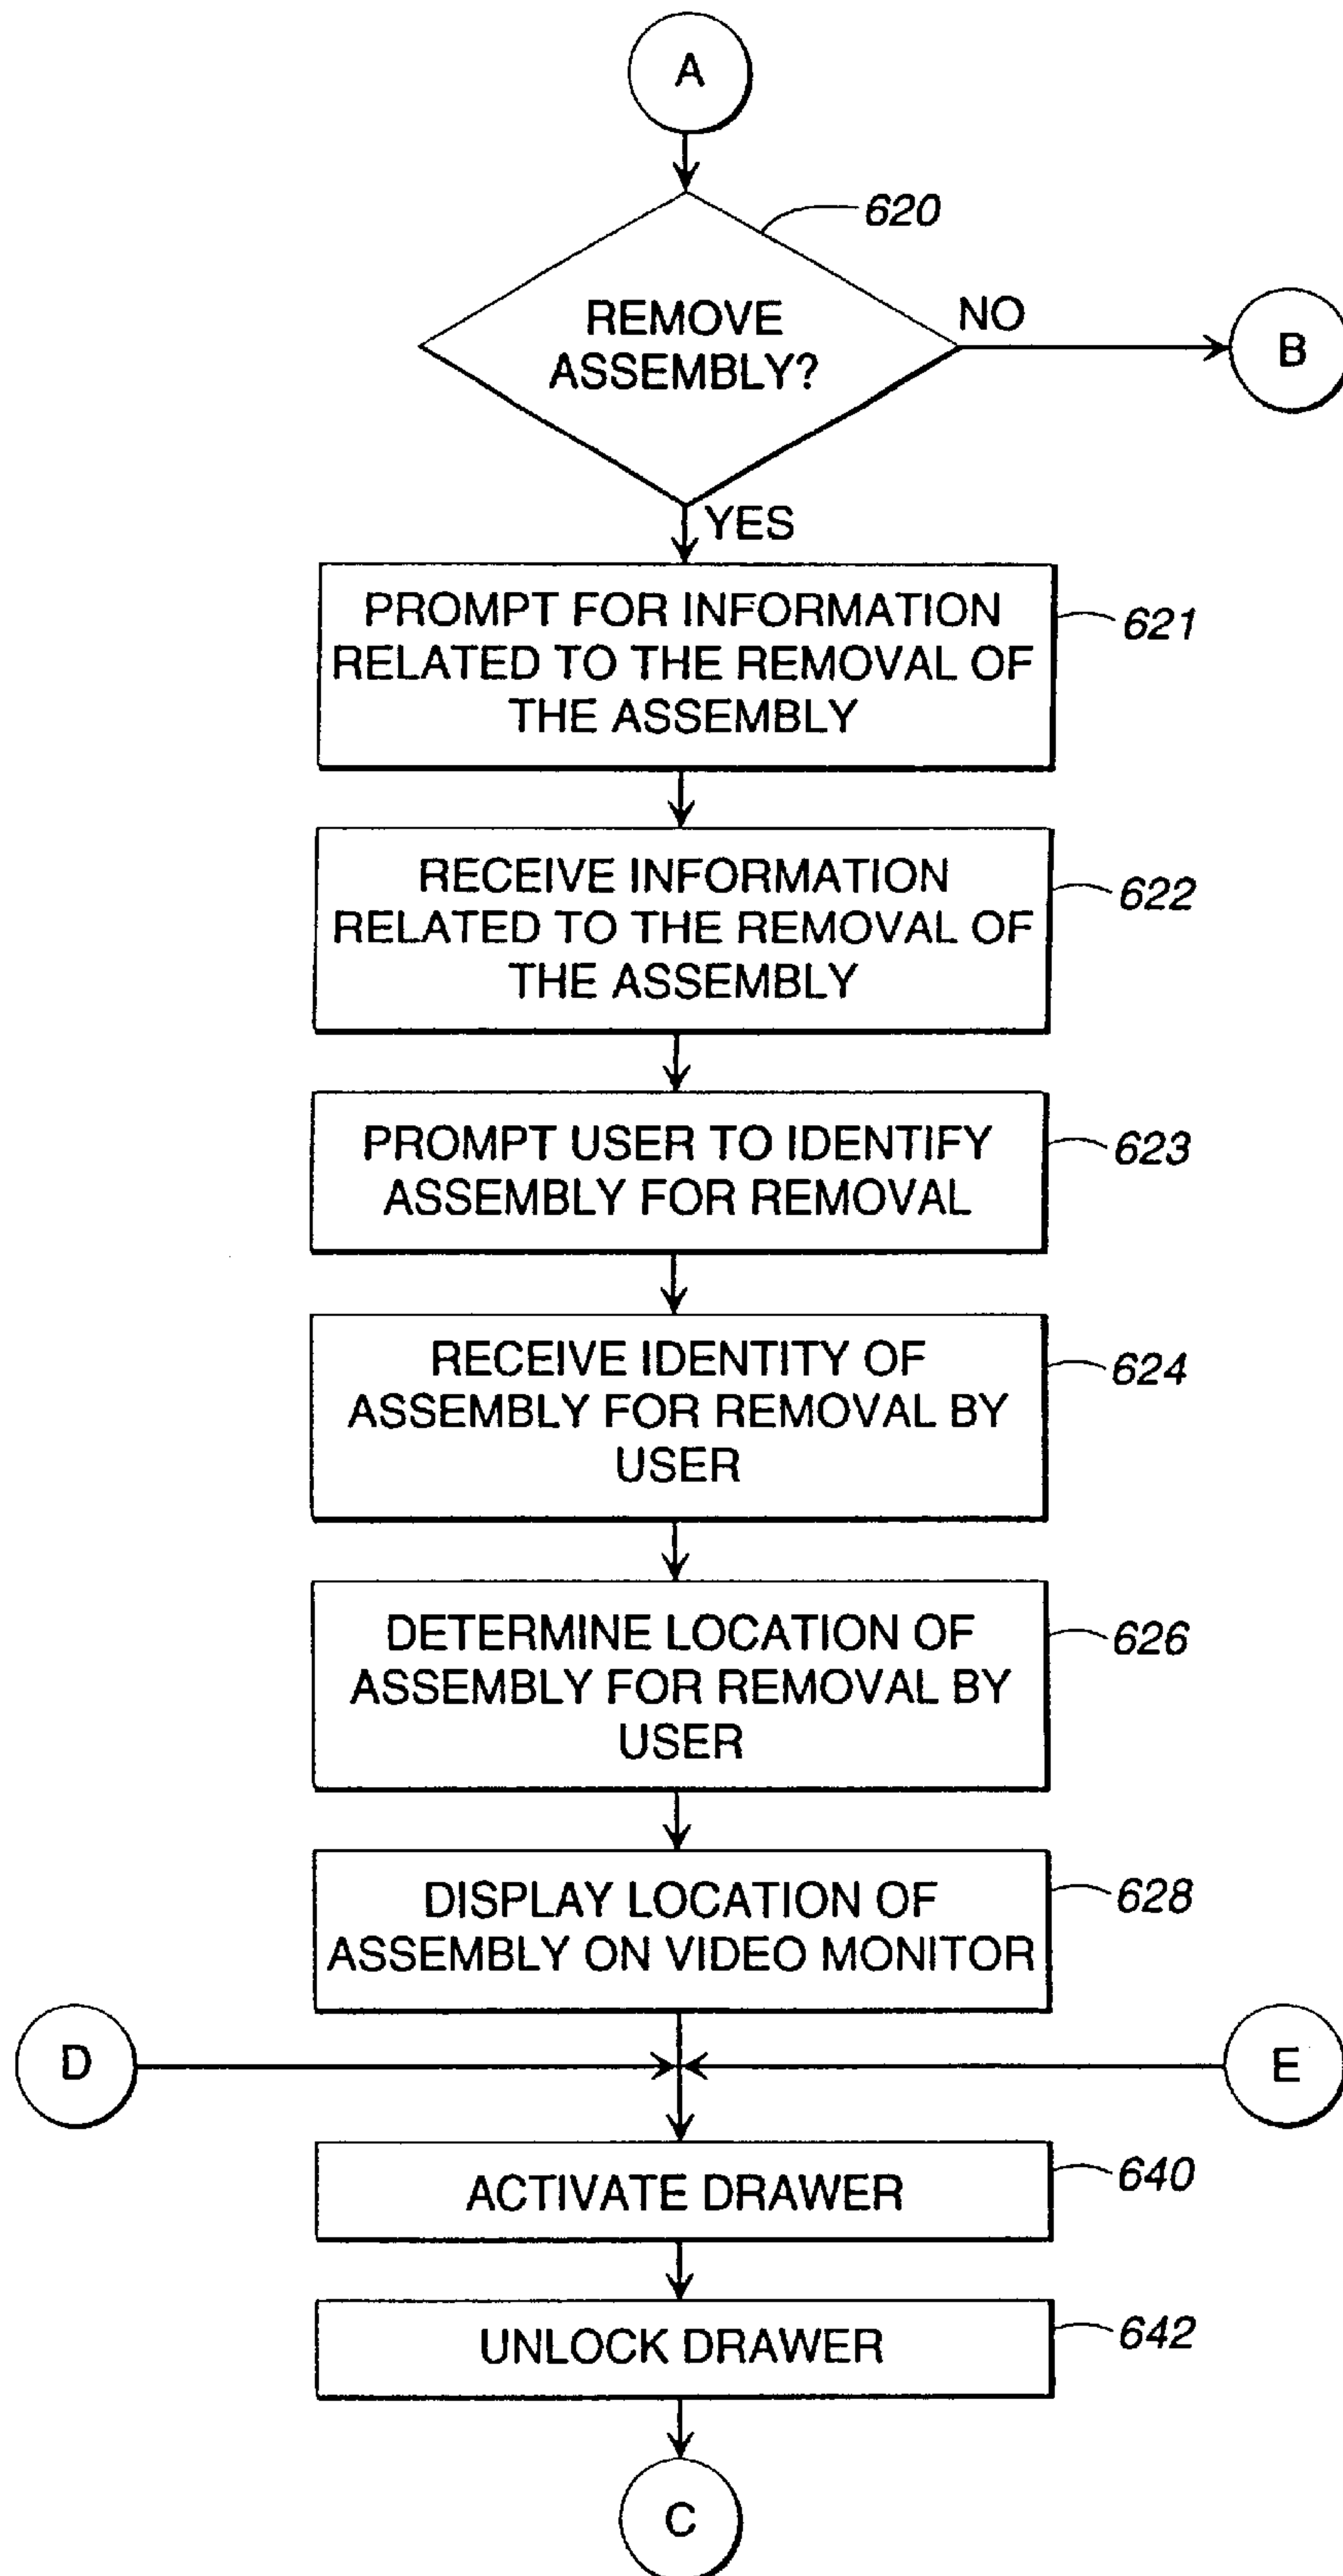 A
620
REMOVE
ASSEMBLY?
NO
B
YES
PROMPT FOR INFORMATION
RELATED TO THE REMOVAL OF
THE ASSEMBLY
621
RECEIVE INFORMATION
RELATED TO THE REMOVAL OF
THE ASSEMBLY
622
PROMPT USER TO IDENTIFY
ASSEMBLY FOR REMOVAL
623
RECEIVE IDENTITY OF
ASSEMBLY FOR REMOVAL BY
USER
624
DETERMINE LOCATION OF
ASSEMBLY FOR REMOVAL BY
USER
626
DISPLAY LOCATION OF
ASSEMBLY ON VIDEO MONITOR
628
D
E
ACTIVATE DRAWER
640
UNLOCK DRAWER
642
C